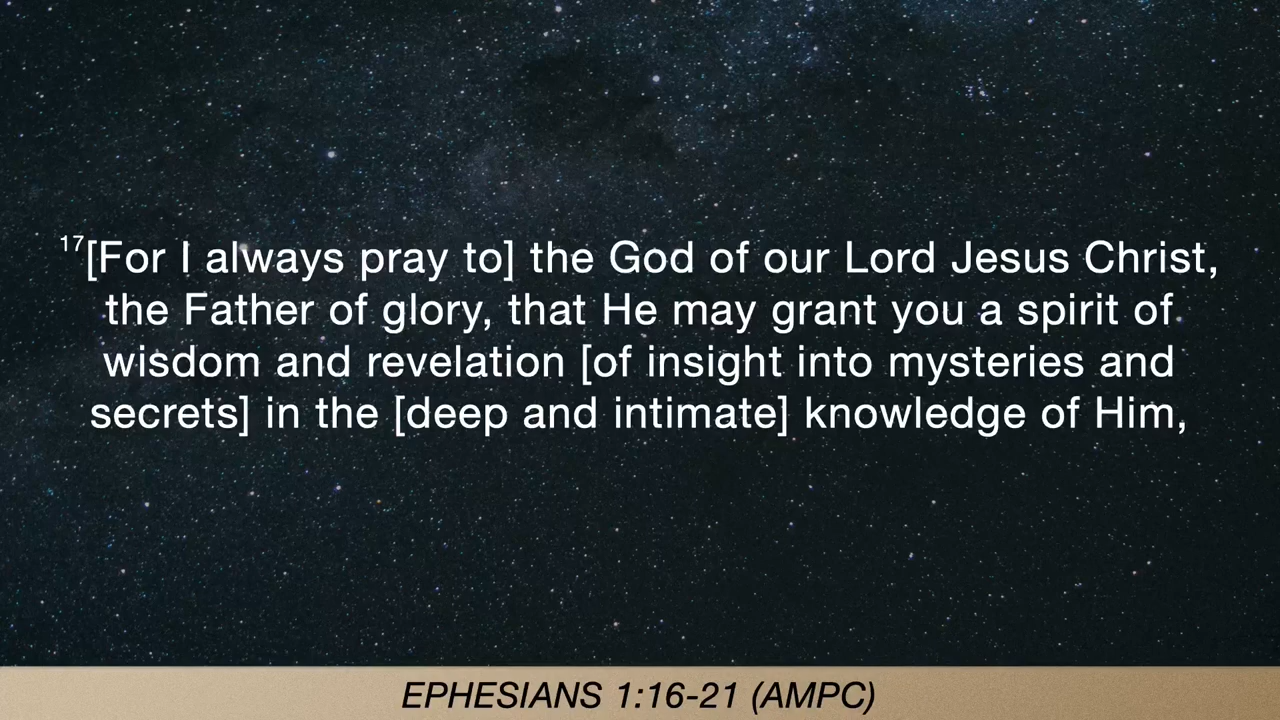 17[For I always pray to] the God of our Lord Jesus Christ,
the Father of glory, that He may grant you a spirit of
wisdom and revelation [of insight into mysteries and
secrets] in the [deep and intimate] knowledge of Him,
EPHESIANS 1:16-21 (AMPC)